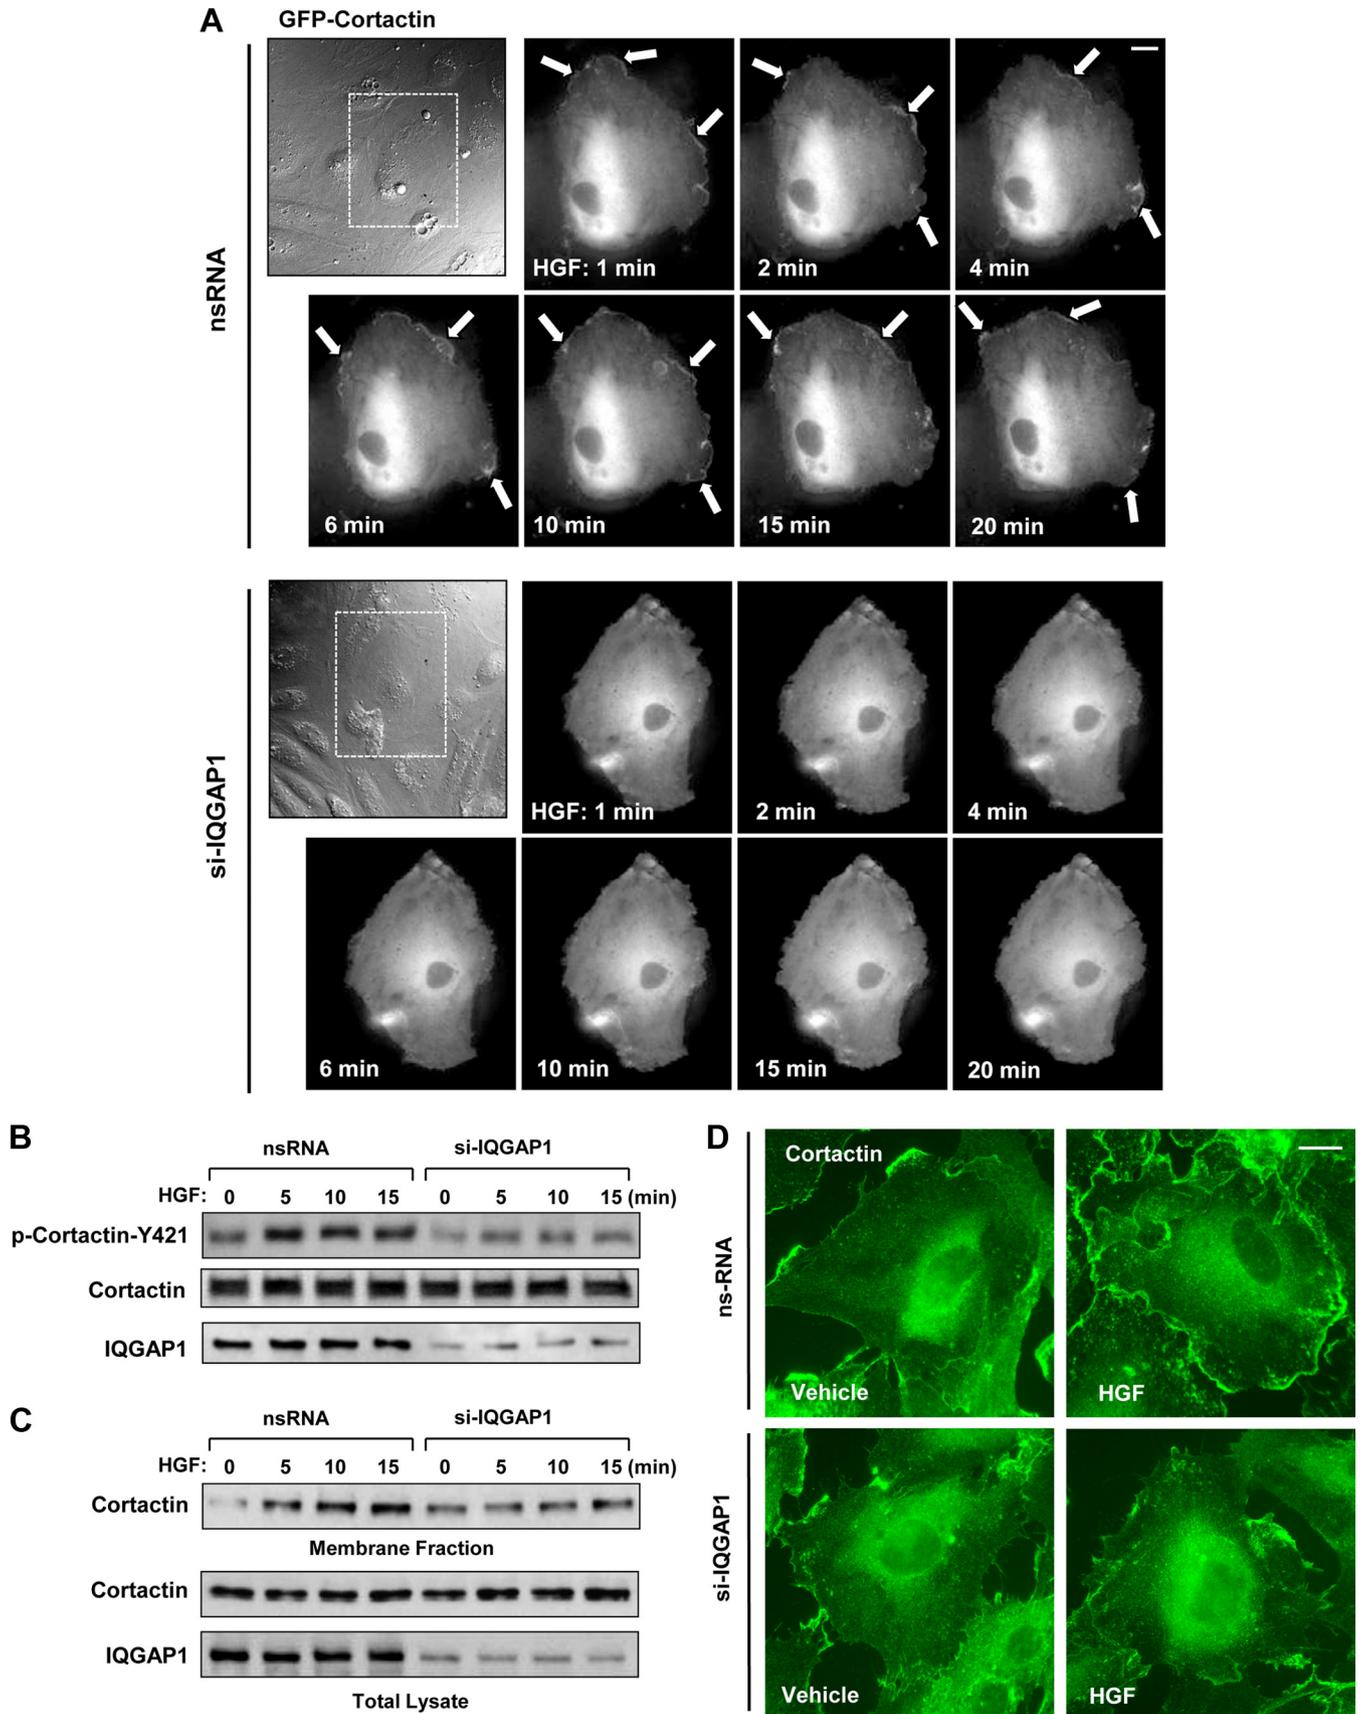 A
GFP-Cortactin
nsRNA
HGF: 1 min
2 min
4 min
6 min
10 min
15 min
20 min
si-IQGAP1
HGF: 1 min
2 min
4 min
6 min
10 min
15 min
20 min
B
nsRNA si-IQGAP1
HGF: 0 5 10 15 0 5 10 15 (min)
p-Cortactin-Y421
Cortactin
IQGAP1
C
nsRNA si-IQGAP1
HGF: 0 5 10 15 0 5 10 15 (min)
Cortactin
Membrane Fraction
Cortactin
IQGAP1
Total Lysate
D
ns-RNA
Cortactin
Vehicle
HGF
si-IQGAP1
Vehicle
HGF